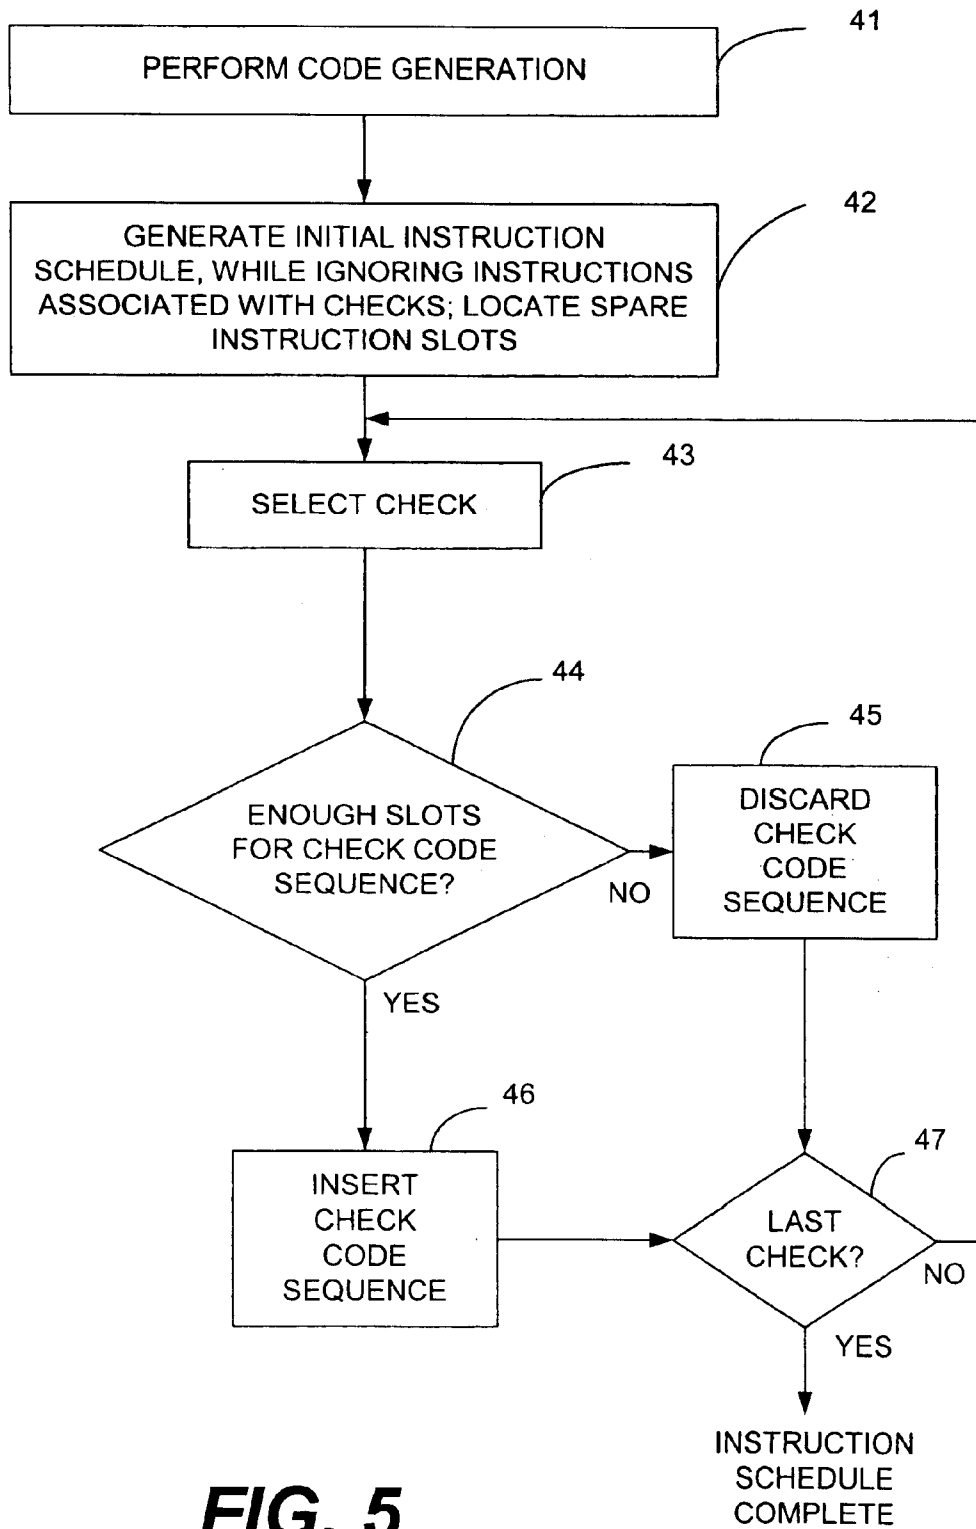 41
PERFORM CODE GENERATION
42
GENERATE INITIAL INSTRUCTION
SCHEDULE, WHILE IGNORING INSTRUCTIONS
ASSOCIATED WITH CHECKS; LOCATE SPARE
INSTRUCTION SLOTS
43
SELECT CHECK
44
ENOUGH SLOTS
FOR CHECK CODE
SEQUENCE?
NO
YES
45
DISCARD
CHECK
CODE
SEQUENCE
46
INSERT
CHECK
CODE
SEQUENCE
47
LAST
CHECK?
NO
YES
INSTRUCTION
SCHEDULE
COMPLETE
FIG. 5